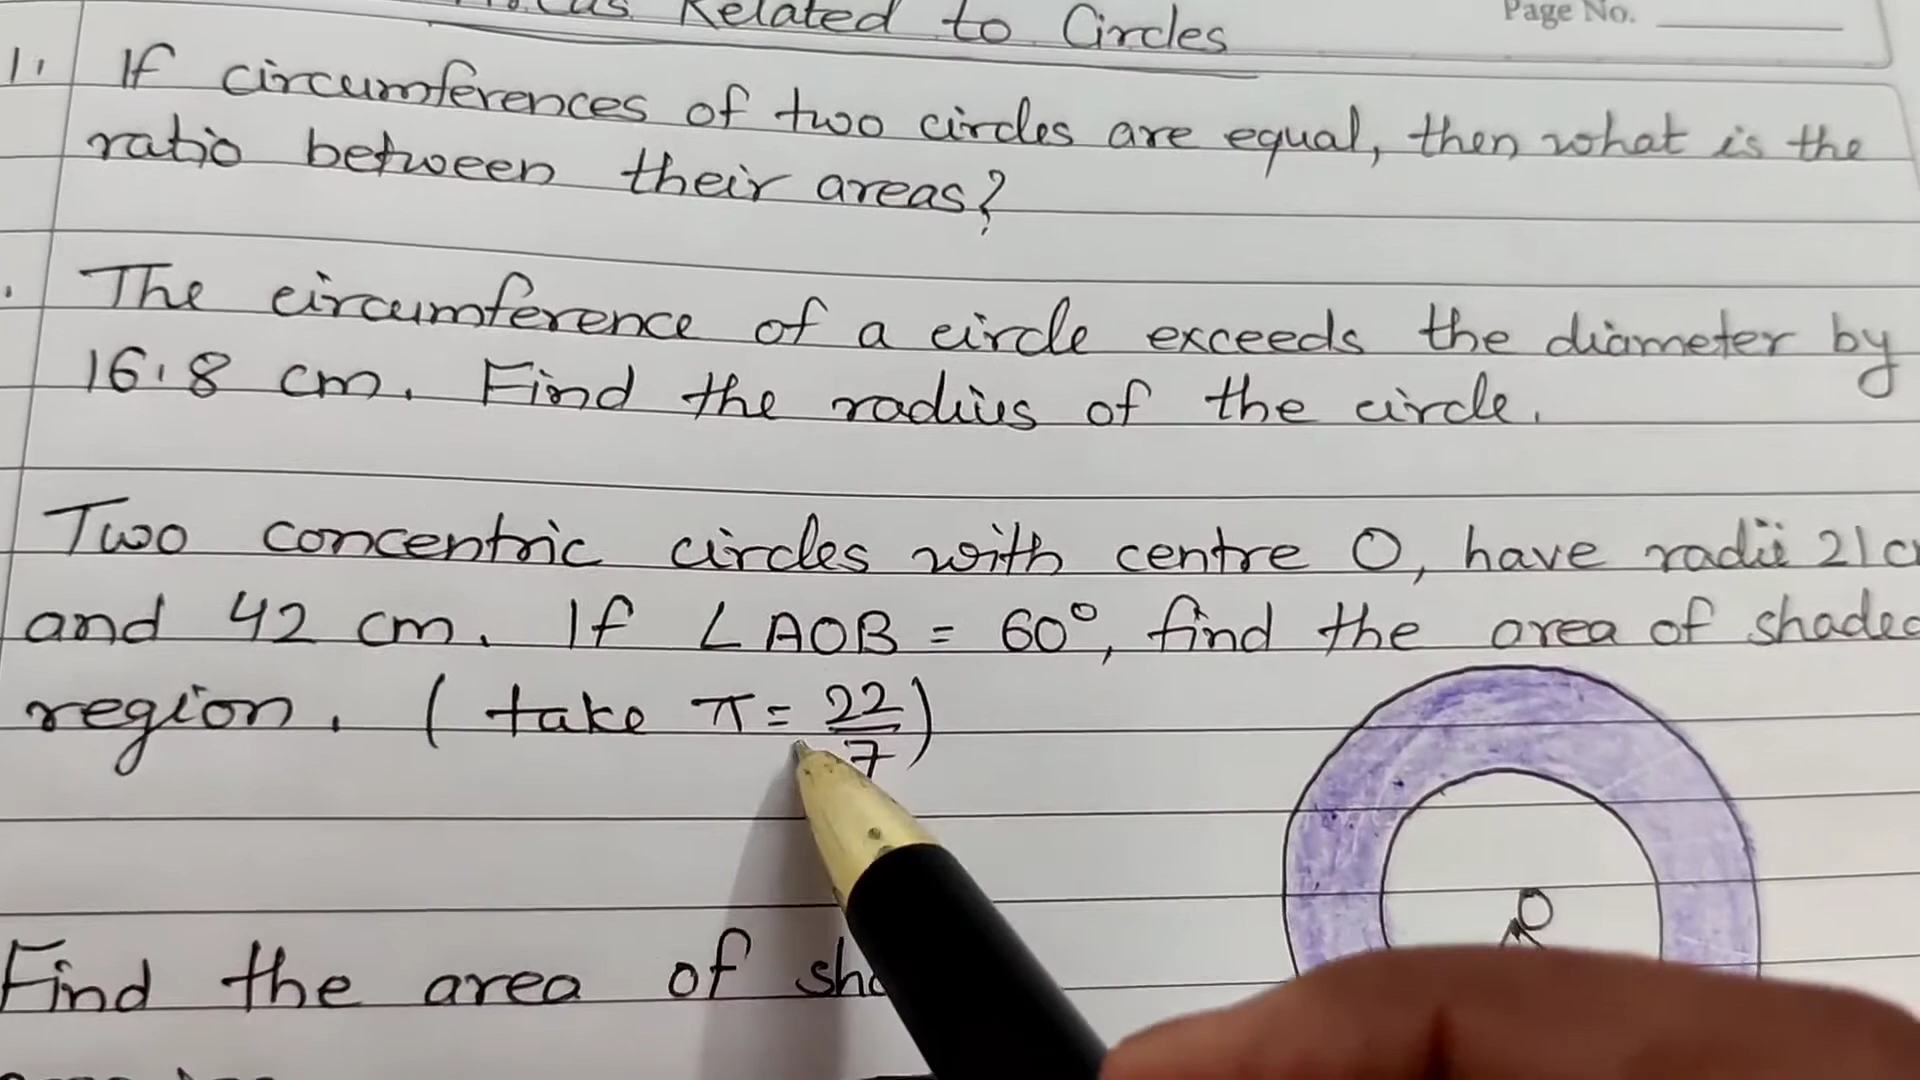 Related to Circles
Page No.
1. If circumferences of two circles are equal, then what is the
ratio between their areas?
The circumference of a circle exceeds the diameter by
16.8 cm. Find the radius of the circle.
Two concentric circles with centre O, have radii 21
and 42 cm. If ∠AOB = 60°, find the area of shaded
region. (take π = 22/7)
O
Find the area of